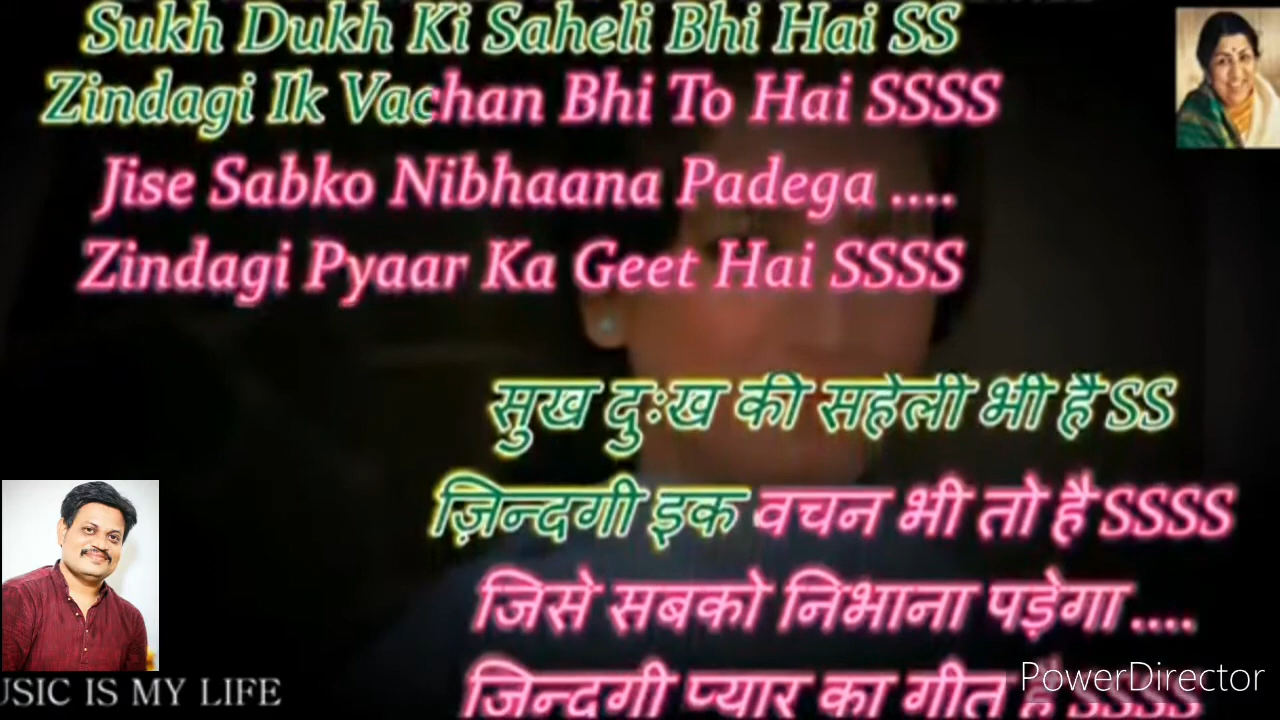 Sukh Dukh Ki Saheli Bhi Hai SS
Zindagi Ik Vachan Bhi To Hai SSSS
Jise Sabko Nibhaana Padega ....
Zindagi Pyaar Ka Geet Hai SSSS
सुख दुःख की सहेली भी है SS
ज़िन्दगी इक वचन भी तो है SSSS
जिसे सबको निभाना पड़ेगा ....
ज़िन्दगी प्यार का गीत है SSSS
PowerDirector
USIC IS MY LIFE